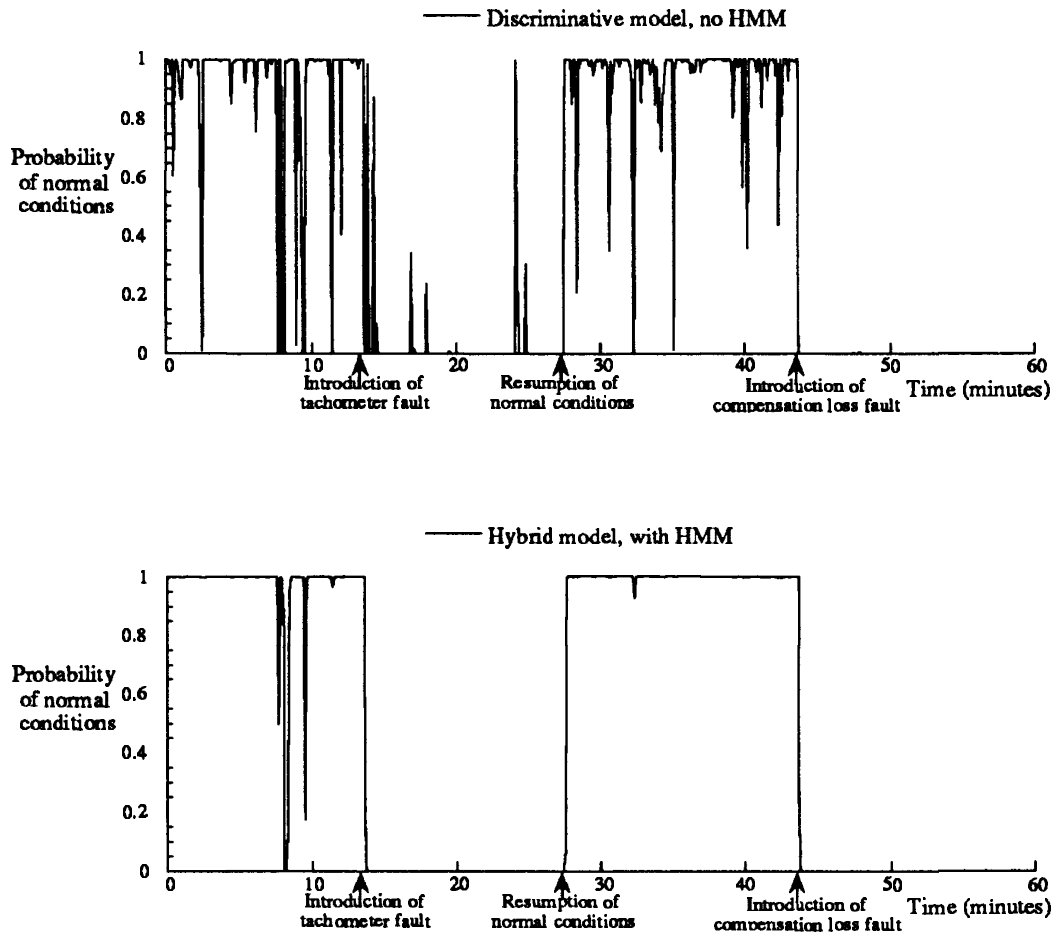 Discriminative model, no HMM
1
0.8
Probability
of normal
conditions
0.6
0.4
0.2
0
0 10 20 30 40 50 60
Introduction of
tachometer fault
Resumption of
normal conditions
Introduction of
compensation loss fault
Time (minutes)
Hybrid model, with HMM
1
0.8
Probability
of normal
conditions
0.6
0.4
0.2
0
0 10 20 30 40 50 60
Introduction of
tachometer fault
Resumption of
normal conditions
Introduction of
compensation loss fault
Time (minutes)